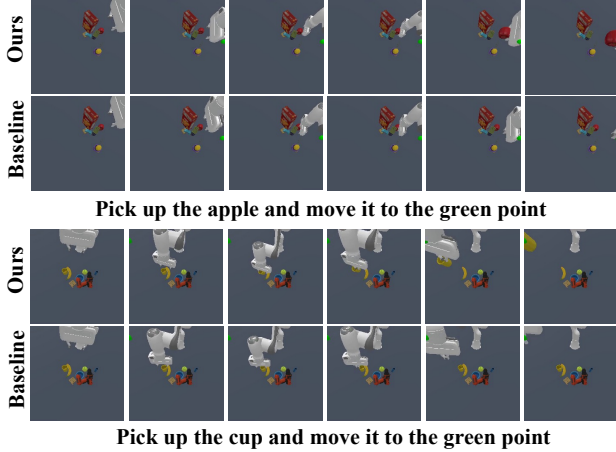 Ours
Baseline
Pick up the apple and move it to the green point
Ours
Baseline
Pick up the cup and move it to the green point